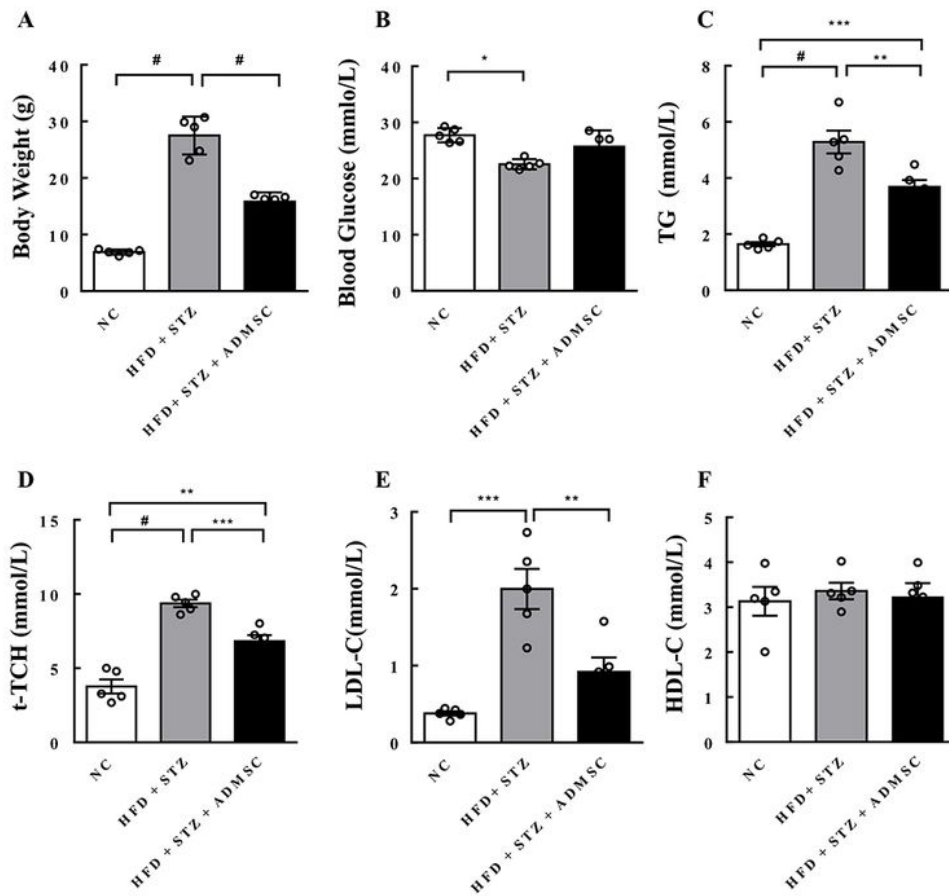 A
Body Weight (g)
40
30
20
10
0
#
#
NC
HFD+ STZ
HFD+ STZ + ADMSC
B
Blood Glucose (mmlo/L)
40
30
20
10
0
*
NC
HFD+ STZ
HFD+ STZ + ADMSC
C
TG (mmol/L)
8
6
4
2
0
***
#
**
NC
HFD + STZ
HFD + STZ + ADMSC
D
t-TCH (mmol/L)
15
10
5
0
**
#
***
NC
HFD+ STZ
HFD + STZ + ADMSC
E
LDL-C(mmol/L)
3
2
1
0
***
**
NC
HFD+ STZ
HFD + STZ + ADMSC
F
HDL-C (mmol/L)
5
4
3
2
1
0
NC
HFD+ STZ
HFD + STZ + ADMSC